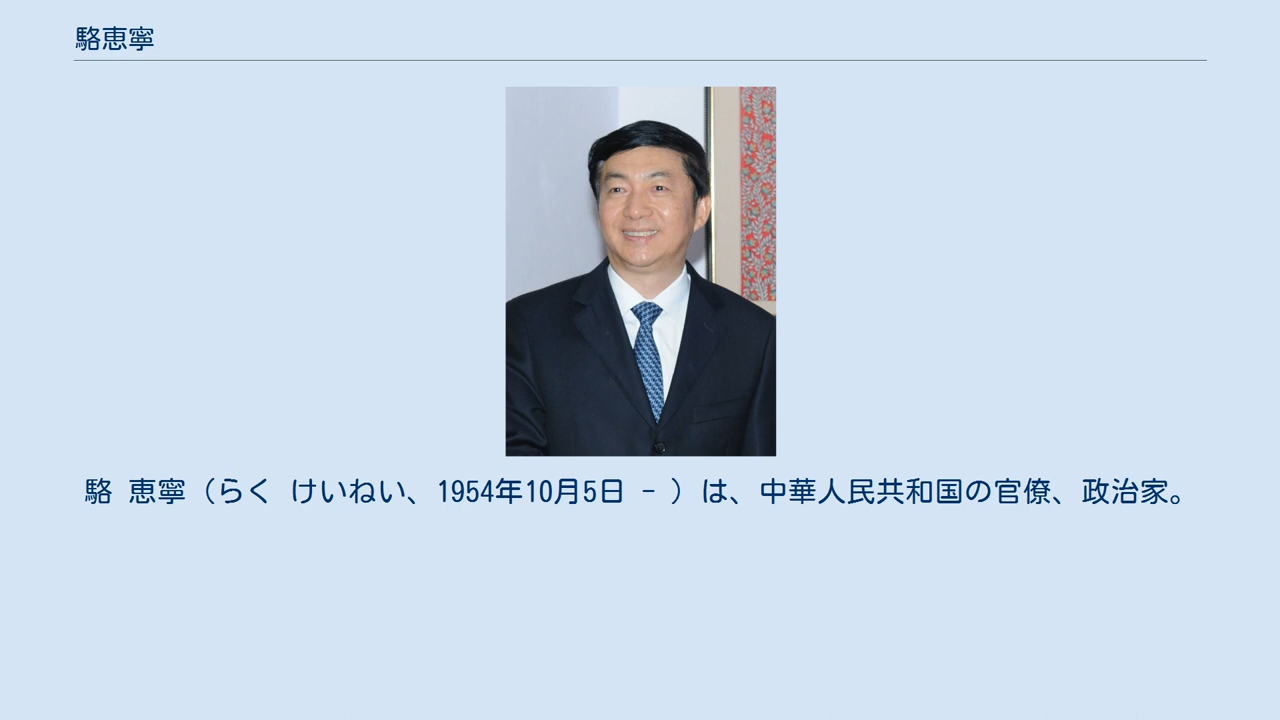 駱恵寧
駱 恵寧（らく けいねい、1954年10月5日 - ）は、中華人民共和国の官僚、政治家。